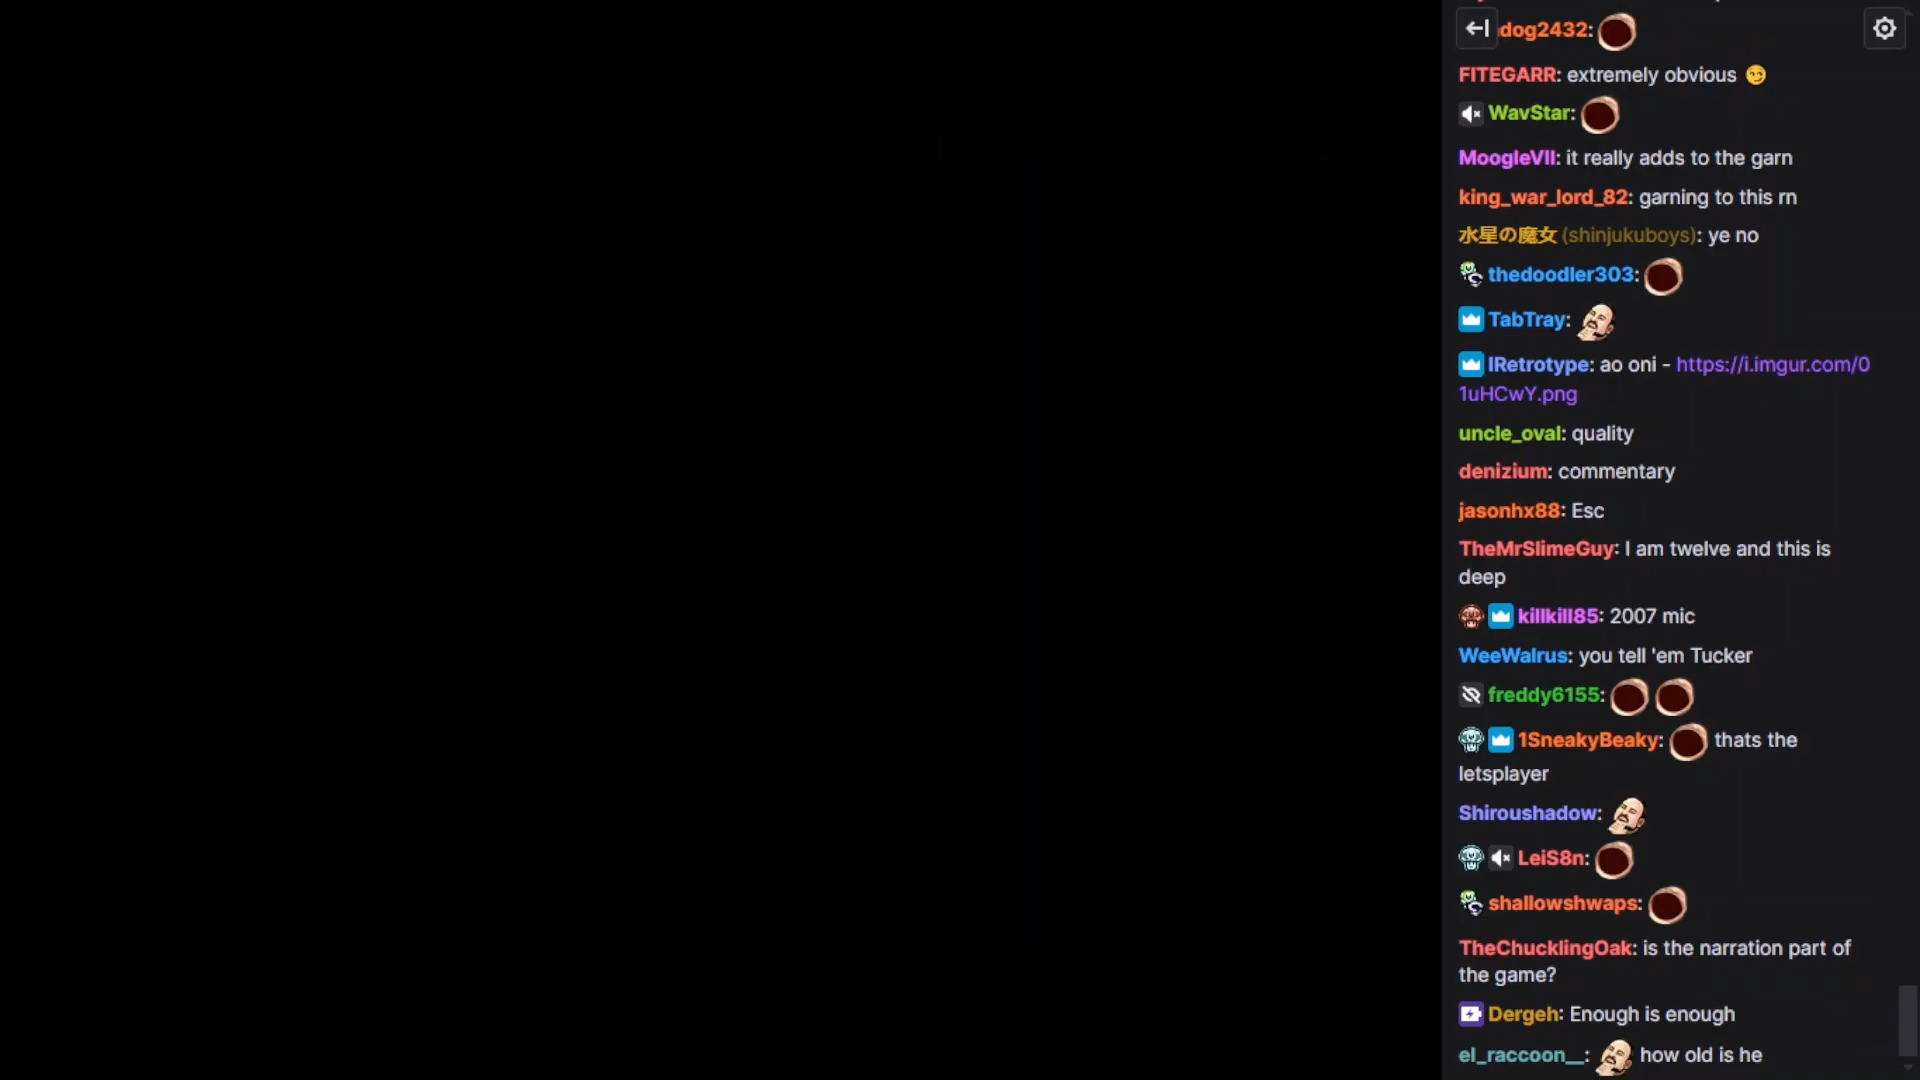 dog2432:
FITEGARR: extremely obvious
WavStar:
MoogleVII: it really adds to the garn
king_war_lord_82: garning to this rn
水星の魔女 (shinjukuboys): ye no
thedoodler303:
TabTray:
IRetrotype: ao oni - https://i.imgur.com/0
1uHCwY.png
uncle_oval: quality
denizium: commentary
jasonhx88: Esc
TheMrSlimeGuy: I am twelve and this is
deep
killkill85: 2007 mic
WeeWalrus: you tell 'em Tucker
freddy6155:
1SneakyBeaky: thats the
letsplayer
Shiroushadow:
LeiS8n:
shallowshwaps:
TheChucklingOak: is the narration part of
the game?
Dergeh: Enough is enough
el_raccoon__: how old is he